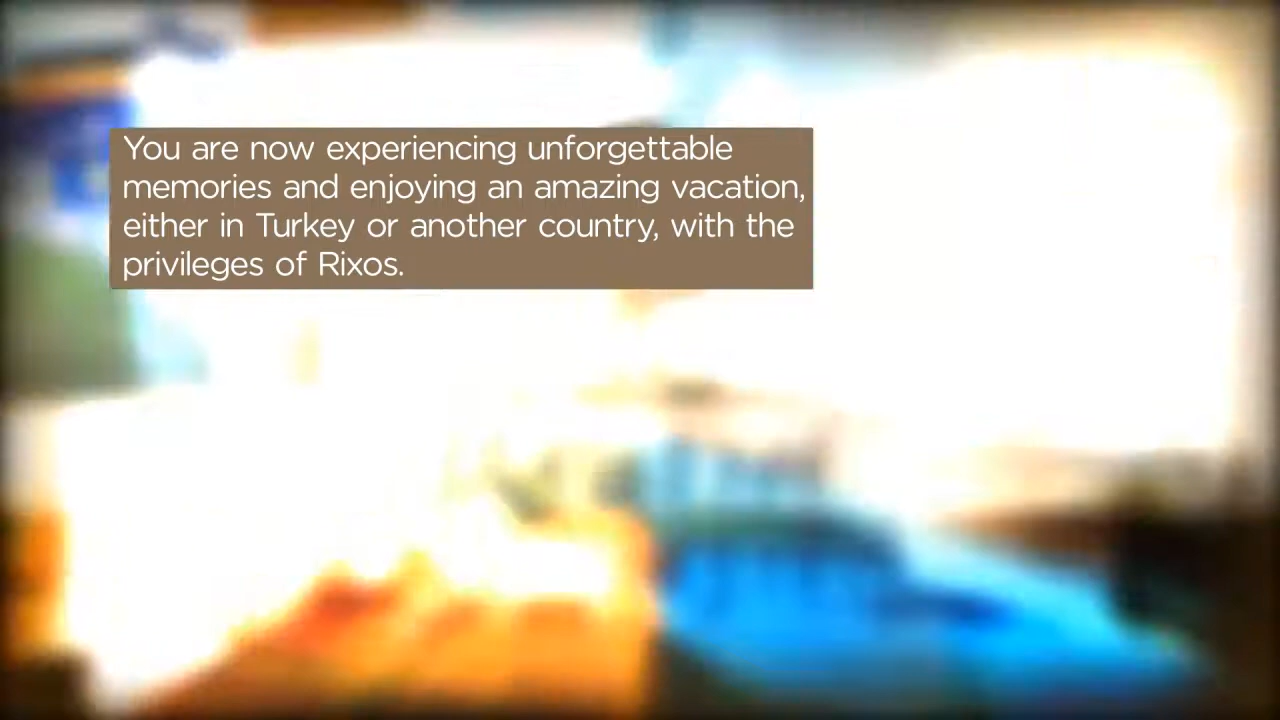 You are now experiencing unforgettable
memories and enjoying an amazing vacation,
either in Turkey or another country, with the
privileges of Rixos.